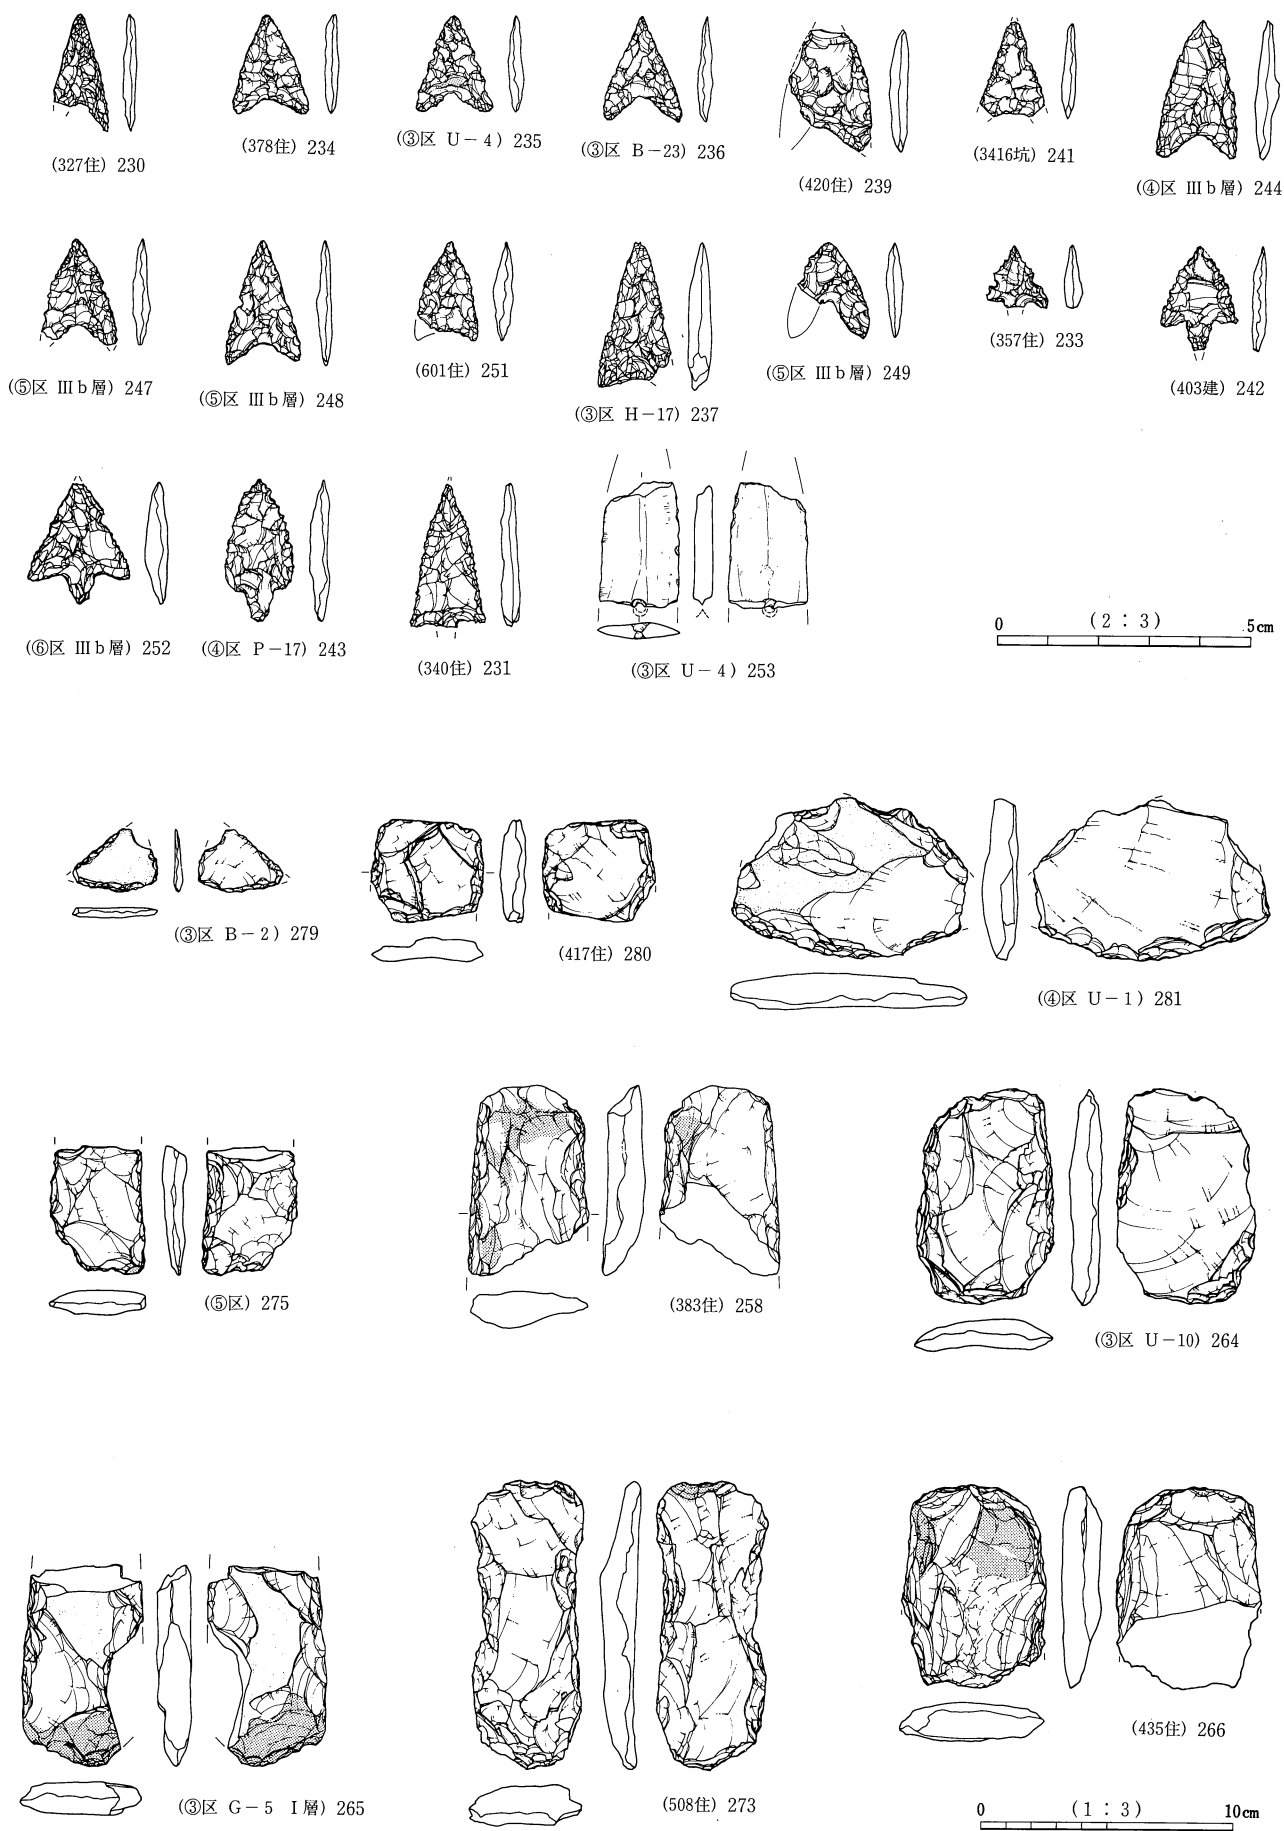 (327住) 230
(378住) 234
(③区 U－4) 235
(③区 B－23) 236
(420住) 239
(3416坑) 241
(④区 Ⅲb層) 244
(⑤区 Ⅲb層) 247
(⑤区 Ⅲb層) 248
(601住) 251
(③区 H－17) 237
(⑤区 Ⅲb層) 249
(357住) 233
(403建) 242
(⑥区 Ⅲb層) 252
(④区 P－17) 243
(340住) 231
(③区 U－4) 253
0 (2：3) 5cm
(③区 B－2) 279
(417住) 280
(④区 U－1) 281
(⑤区) 275
(383住) 258
(③区 U－10) 264
(③区 G－5 Ⅰ層) 265
(508住) 273
(435住) 266
0 (1：3) 10cm